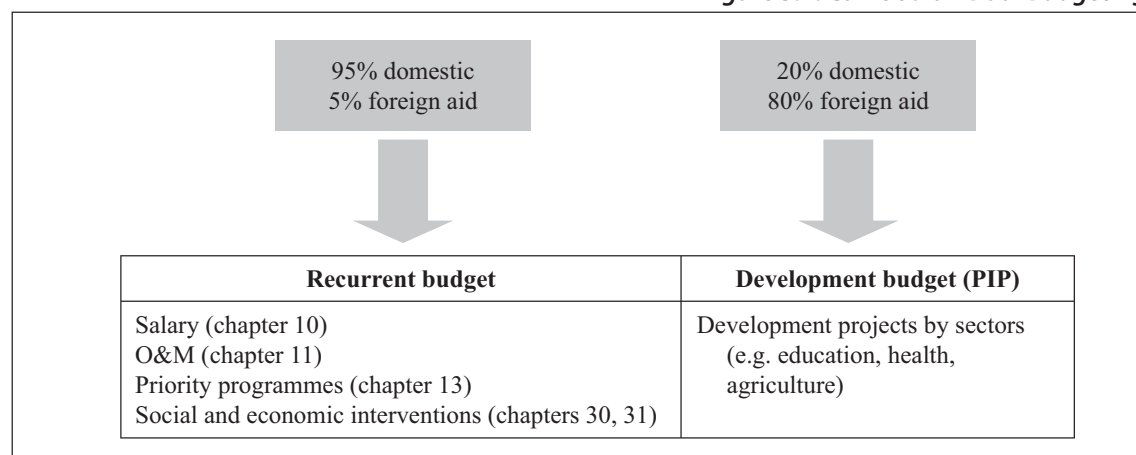 95% domestic
5% foreign aid
20% domestic
80% foreign aid
Recurrent budget
Development budget (PIP)
Salary (chapter 10)
O&M (chapter 11)
Priority programmes (chapter 13)
Social and economic interventions (chapters 30, 31)
Development projects by sectors
(e.g. education, health,
agriculture)